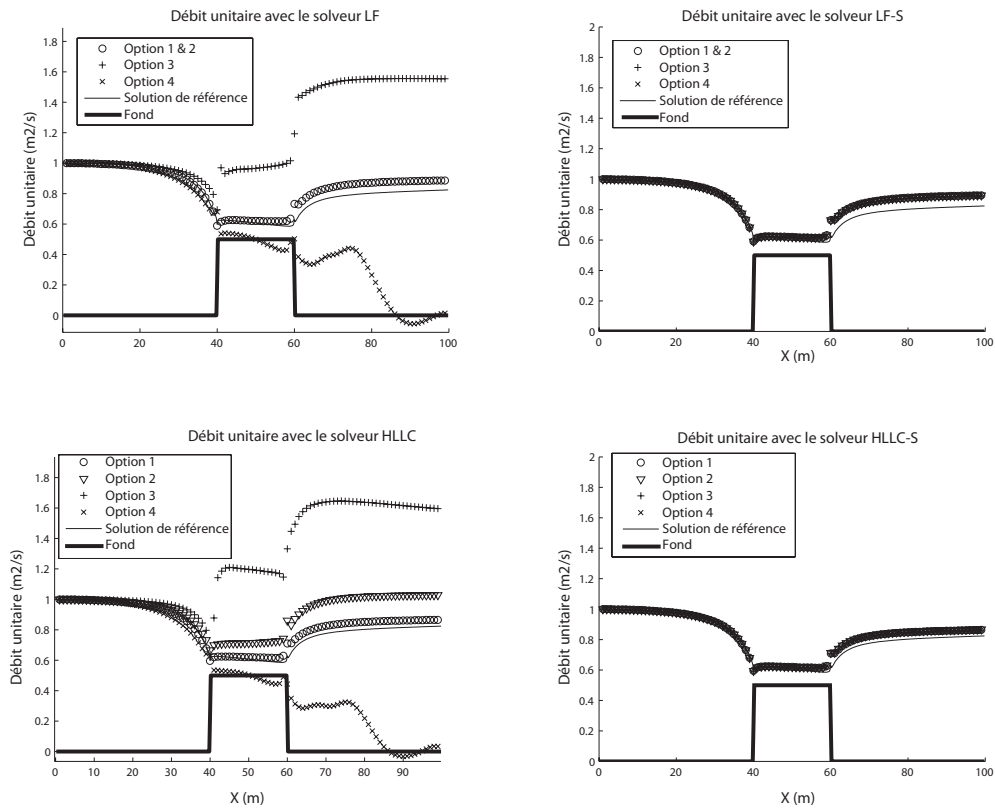 Débit unitaire avec le solveur LF
Débit unitaire (m2/s)
1.8
1.6
1.4
1.2
1
0.8
0.6
0.4
0.2
0
Option 1 & 2
Option 3
Option 4
Solution de référence
Fond
0 20 40 60 80 100
Débit unitaire avec le solveur LF-S
Débit unitaire (m2/s)
2
1.8
1.6
1.4
1.2
1
0.8
0.6
0.4
0.2
0
Option 1 & 2
Option 3
Option 4
Solution de référence
Fond
0 20 40 60 80 100
X (m)
Débit unitaire avec le solveur HLLC
Débit unitaire (m2/s)
1.8
1.6
1.4
1.2
1
0.8
0.6
0.4
0.2
0
Option 1
Option 2
Option 3
Option 4
Solution de référence
Fond
0 10 20 30 40 50 60 70 80 90
X (m)
Débit unitaire avec le solveur HLLC-S
Débit unitaire (m2/s)
2
1.8
1.6
1.4
1.2
1
0.8
0.6
0.4
0.2
0
Option 1
Option 2
Option 3
Option 4
Solution de référence
Fond
0 20 40 60 80 100
X (m)